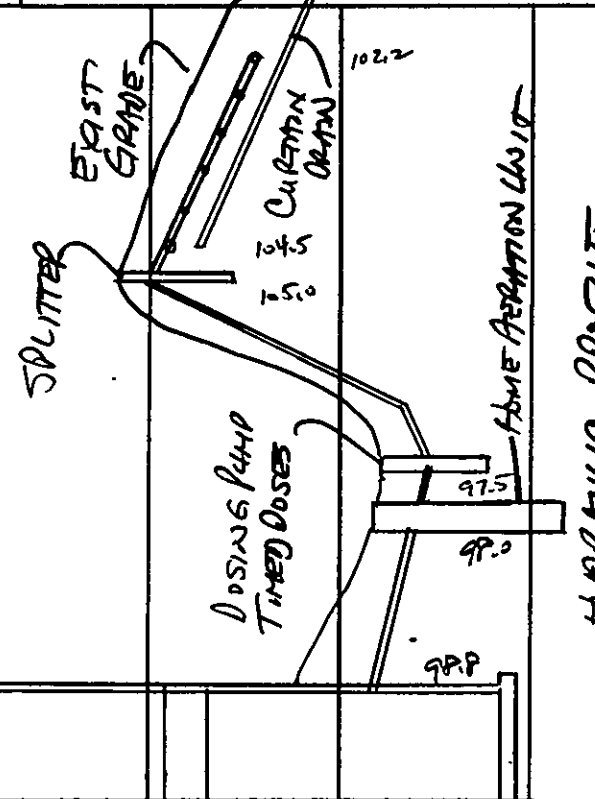 SPLITTER
EXIST
GRADE
CURTAIN
DRAIN
102.2
104.5
105.0
DOSING PUMP
TIMED DOSES
HOME AERATION UNIT
97.5
98.0
98.8